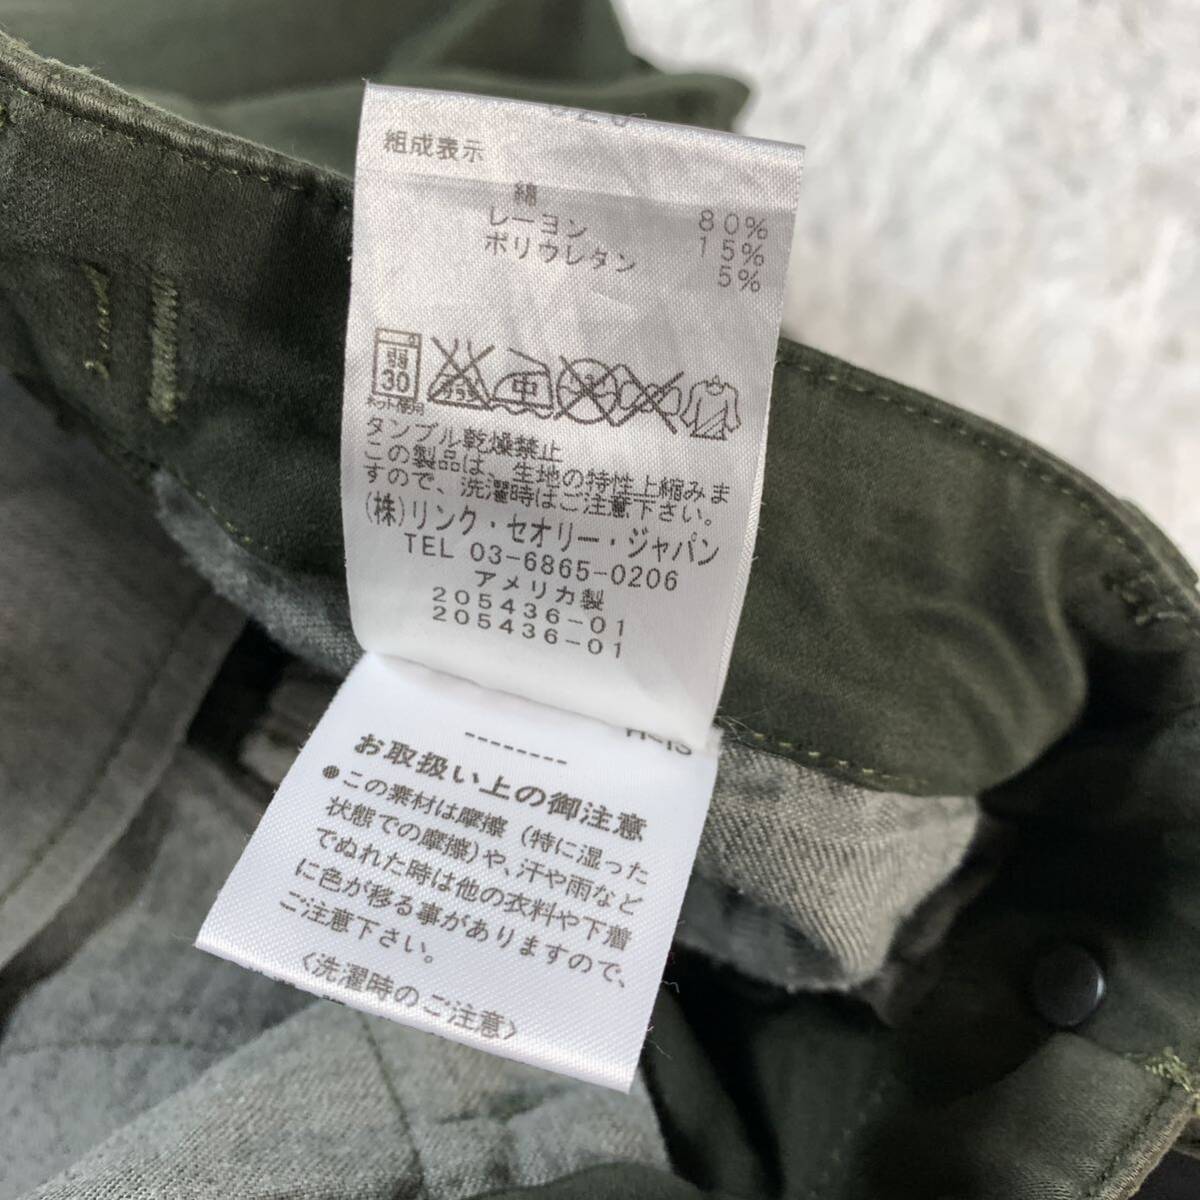 組成表示
綿 80%
レーヨン 15%
ポリウレタン 5%
弱 30 中
ネット使用
タンブル乾燥禁止
この製品は、生地の特性上縮みま
すので、洗濯時はご注意下さい。
(株)リンク・セオリー・ジャパン
TEL 03-6865-0206
アメリカ製
205436-01
205436-01
--------
お取扱い上の御注意
●この素材は摩擦(特に湿った
状態での摩擦)や、汗や雨など
でぬれた時は他の衣料や下着
に色が移る事がありますので、
ご注意下さい。
〈洗濯時のご注意〉